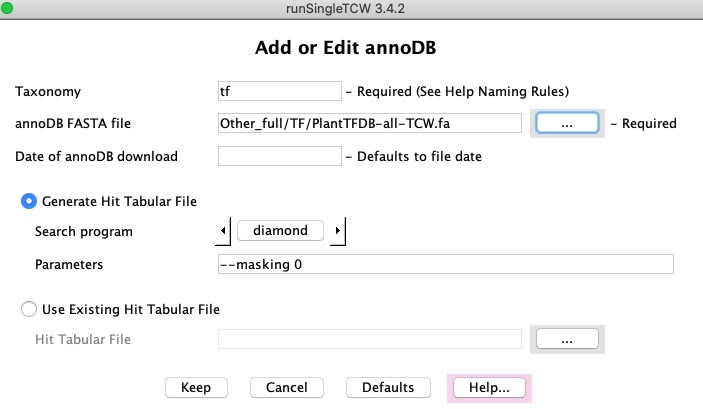 runSingleTCW 3.4.2
Add or Edit annoDB
Taxonomy tf – Required (See Help Naming Rules)
annoDB FASTA file Other_full/TF/PlantTFDB-all-TCW.fa ... – Required
Date of annoDB download – Defaults to file date
Generate Hit Tabular File
Search program diamond
Parameters --masking 0
Use Existing Hit Tabular File
Hit Tabular File ...
Keep Cancel Defaults Help...